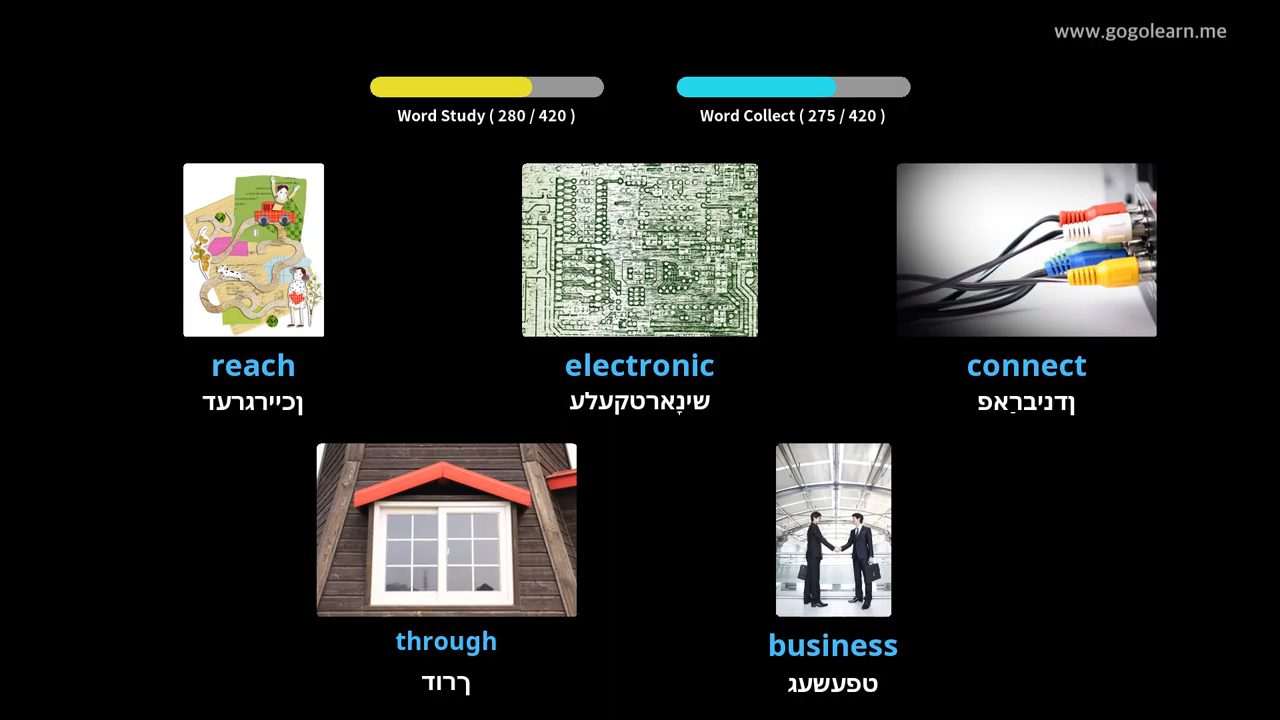 www.gogolearn.me
Word Study ( 280 / 420 )
Word Collect ( 275 / 420 )
reach
דערגרייכן
electronic
עלעקטראָניש
connect
פאַרבינדן
through
דורך
business
געשעפט